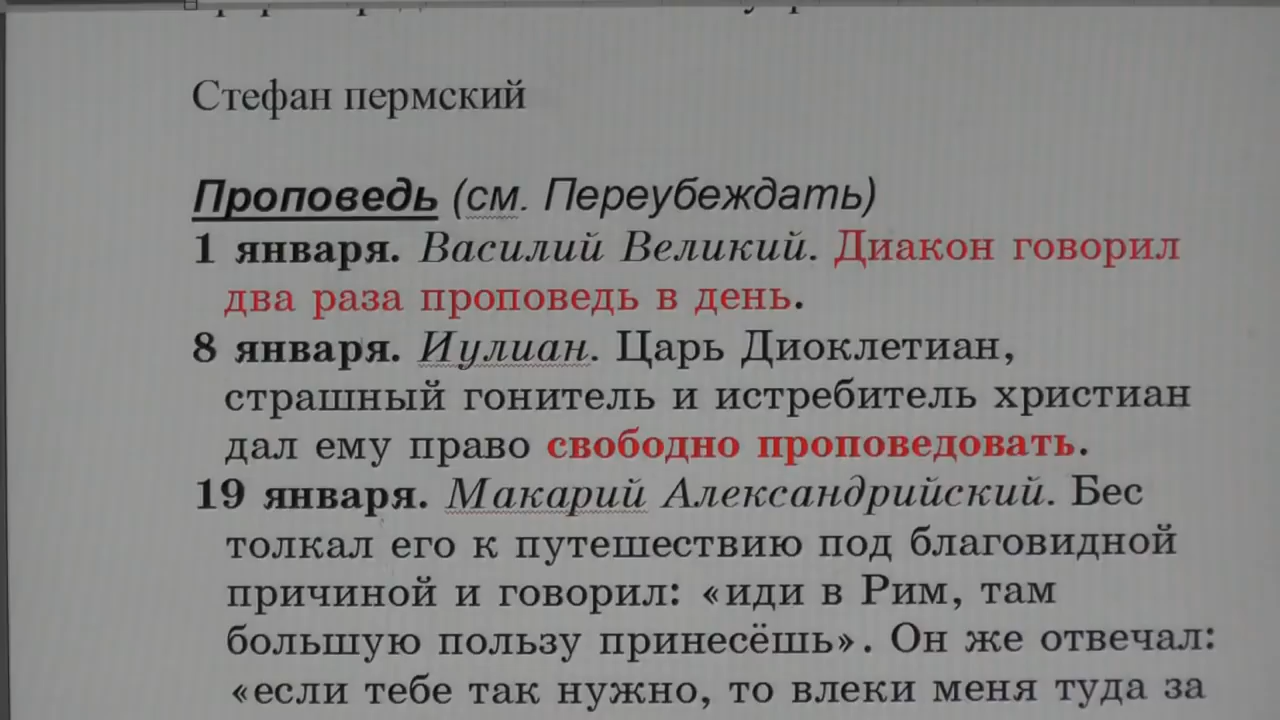 Стефан пермский
Проповедь (см. Переубеждать)
1 января. Василий Великий. Диакон говорил
два раза проповедь в день.
8 января. Иулиан. Царь Диоклетиан,
страшный гонитель и истребитель христиан
дал ему право свободно проповедовать.
19 января. Макарий Александрийский. Бес
толкал его к путешествию под благовидной
причиной и говорил: «иди в Рим, там
большую пользу принесёшь». Он же отвечал:
«если тебе так нужно, то влеки меня туда за